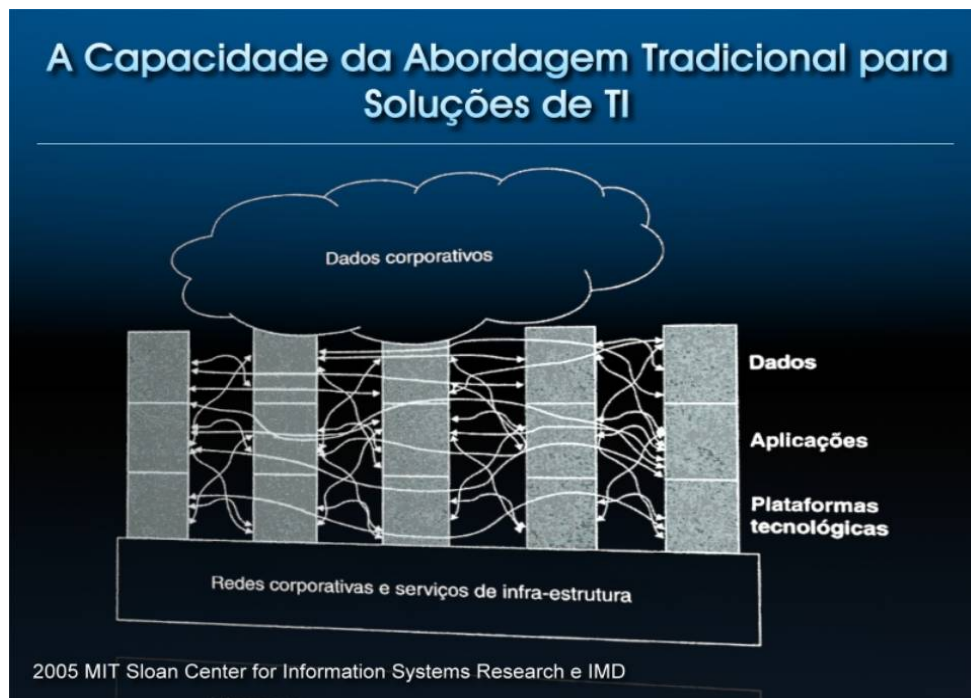 A Capacidade da Abordagem Tradicional para
Soluções de TI
Dados corporativos
Dados
Aplicações
Plataformas
tecnológicas
Redes corporativas e serviços de infra-estrutura
2005 MIT Sloan Center for Information Systems Research e IMD